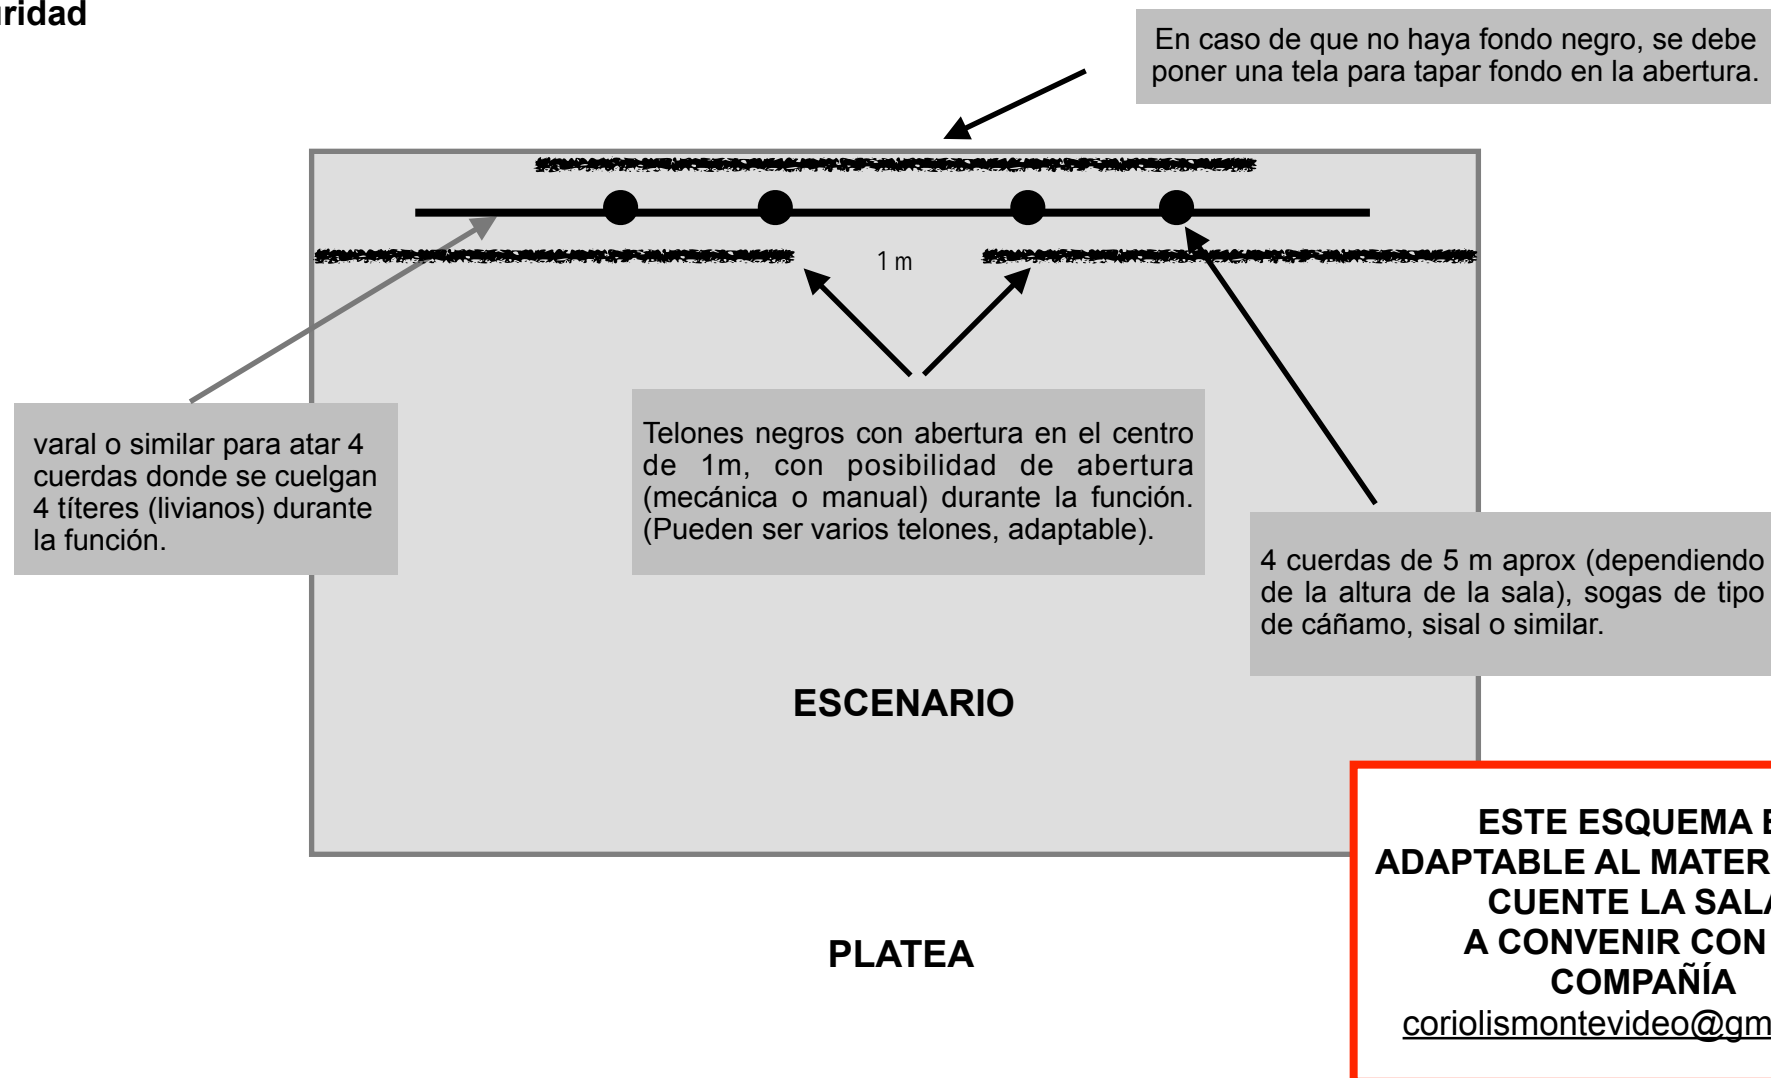 uridad
En caso de que no haya fondo negro, se debe
poner una tela para tapar fondo en la abertura.
1 m
varal o similar para atar 4
cuerdas donde se cuelgan
4 títeres (livianos) durante
la función.
Telones negros con abertura en el centro
de 1m, con posibilidad de abertura
(mecánica o manual) durante la función.
(Pueden ser varios telones, adaptable).
4 cuerdas de 5 m aprox (dependiendo
de la altura de la sala), sogas de tipo
de cáñamo, sisal o similar.
ESCENARIO
PLATEA
ESTE ESQUEMA
ADAPTABLE AL MATER
CUENTE LA SALA
A CONVENIR CON
COMPAÑÍA
coriolismontevideo@gm